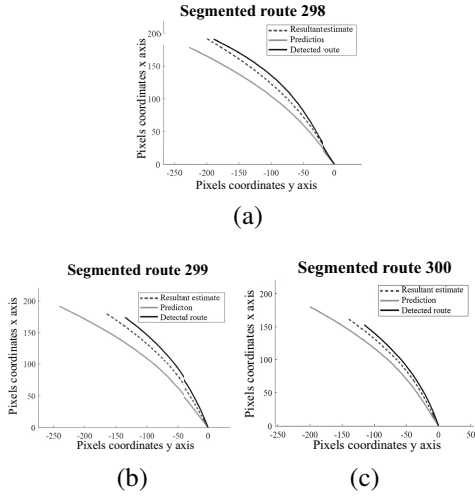 Segmented route 298
Resultant estimate
Prediction
Detected route
Pixels coordinates x axis
200
150
100
50
0
-250 -200 -150 -100 -50 0
Pixels coordinates y axis
(a)
Segmented route 299
Resultant estimate
Predicton
Detected route
Pixels coordinates x axis
200
150
100
50
0
-250 -200 -150 -100 -50 0
Pixels coordinates y axis
(b)
Segmented route 300
Resultant estimate
Prediction
Detected route
Pixels coordinates x axis
200
150
100
50
0
-250 -200 -150 -100 -50 0 50
Pixels coordinates y axis
(c)